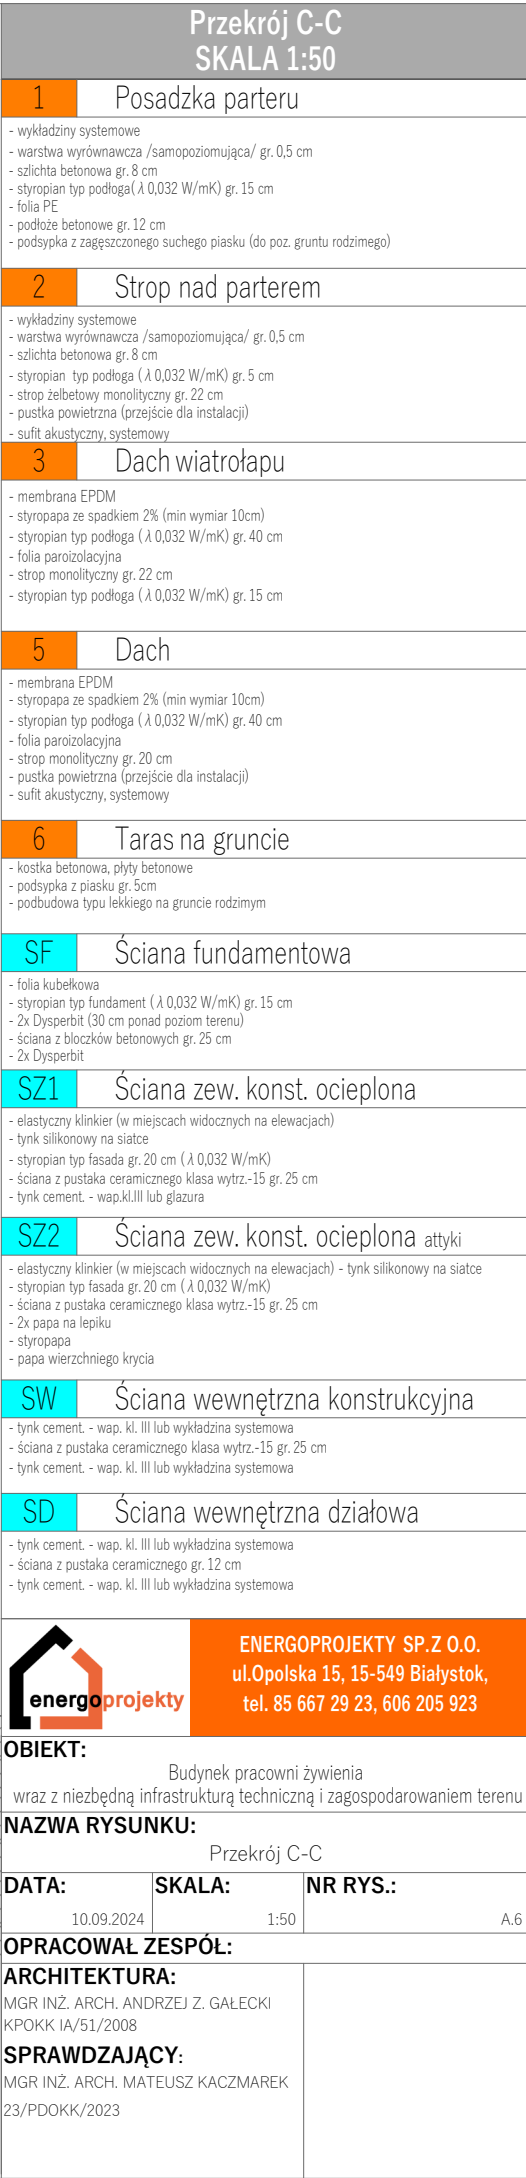 Przekrój C-C
SKALA 1:50
1 Posadzka parteru
- wykładziny systemowe
- warstwa wyrównawcza /samopoziomująca/ gr. 0,5 cm
- szlichta betonowa gr. 8 cm
- styropian typ podłoga( λ 0,032 W/mK) gr. 15 cm
- folia PE
- podłoże betonowe gr. 12 cm
- podsypka z zagęszczonego suchego piasku (do poz. gruntu rodzimego)
2 Strop nad parterem
- wykładziny systemowe
- warstwa wyrównawcza /samopoziomująca/ gr. 0,5 cm
- szlichta betonowa gr. 8 cm
- styropian typ podłoga ( λ 0,032 W/mK) gr. 5 cm
- strop żelbetowy monolityczny gr. 22 cm
- pustka powietrzna (przejście dla instalacji)
- sufit akustyczny, systemowy
3 Dach wiatrołapu
- membrana EPDM
- styropapa ze spadkiem 2% (min wymiar 10cm)
- styropian typ podłoga ( λ 0,032 W/mK) gr. 40 cm
- folia paroizolacyjna
- strop monolityczny gr. 22 cm
- styropian typ podłoga ( λ 0,032 W/mK) gr. 15 cm
5 Dach
- membrana EPDM
- styropapa ze spadkiem 2% (min wymiar 10cm)
- styropian typ podłoga ( λ 0,032 W/mK) gr. 40 cm
- folia paroizolacyjna
- strop monolityczny gr. 20 cm
- pustka powietrzna (przejście dla instalacji)
- sufit akustyczny, systemowy
6 Taras na gruncie
- kostka betonowa, płyty betonowe
- podsypka z piasku gr. 5cm
- podbudowa typu lekkiego na gruncie rodzimym
SF Ściana fundamentowa
- folia kubełkowa
- styropian typ fundament ( λ 0,032 W/mK) gr. 15 cm
- 2x Dysperbit (30 cm ponad poziom terenu)
- ściana z bloczków betonowych gr. 25 cm
- 2x Dysperbit
SZ1 Ściana zew. konst. ocieplona
- elastyczny klinkier (w miejscach widocznych na elewacjach)
- tynk silikonowy na siatce
- styropian typ fasada gr. 20 cm ( λ 0,032 W/mK)
- ściana z pustaka ceramicznego klasa wytrz.-15 gr. 25 cm
- tynk cement. - wap.kl.III lub glazura
SZ2 Ściana zew. konst. ocieplona attyki
- elastyczny klinkier (w miejscach widocznych na elewacjach) - tynk silikonowy na siatce
- styropian typ fasada gr. 20 cm ( λ 0,032 W/mK)
- ściana z pustaka ceramicznego klasa wytrz.-15 gr. 25 cm
- 2x papa na lepiku
- styropapa
- papa wierzchniego krycia
SW Ściana wewnętrzna konstrukcyjna
- tynk cement. - wap. kl. III lub wykładzina systemowa
- ściana z pustaka ceramicznego klasa wytrz.-15 gr. 25 cm
- tynk cement. - wap. kl. III lub wykładzina systemowa
SD Ściana wewnętrzna działowa
- tynk cement. - wap. kl. III lub wykładzina systemowa
- ściana z pustaka ceramicznego gr. 12 cm
- tynk cement. - wap. kl. III lub wykładzina systemowa
energoprojekty
ENERGOPROJEKTY SP.Z O.O.
ul.Opolska 15, 15-549 Białystok,
tel. 85 667 29 23, 606 205 923
OBIEKT:
Budynek pracowni żywienia
wraz z niezbędną infrastrukturą techniczną i zagospodarowaniem terenu
NAZWA RYSUNKU:
Przekrój C-C
DATA: SKALA: NR RYS.:
10.09.2024 1:50 A.6
OPRACOWAŁ ZESPÓŁ:
ARCHITEKTURA:
MGR INŻ. ARCH. ANDRZEJ Z. GAŁECKI
KPOKK IA/51/2008
SPRAWDZAJĄCY:
MGR INŻ. ARCH. MATEUSZ KACZMAREK
23/PDOKK/2023